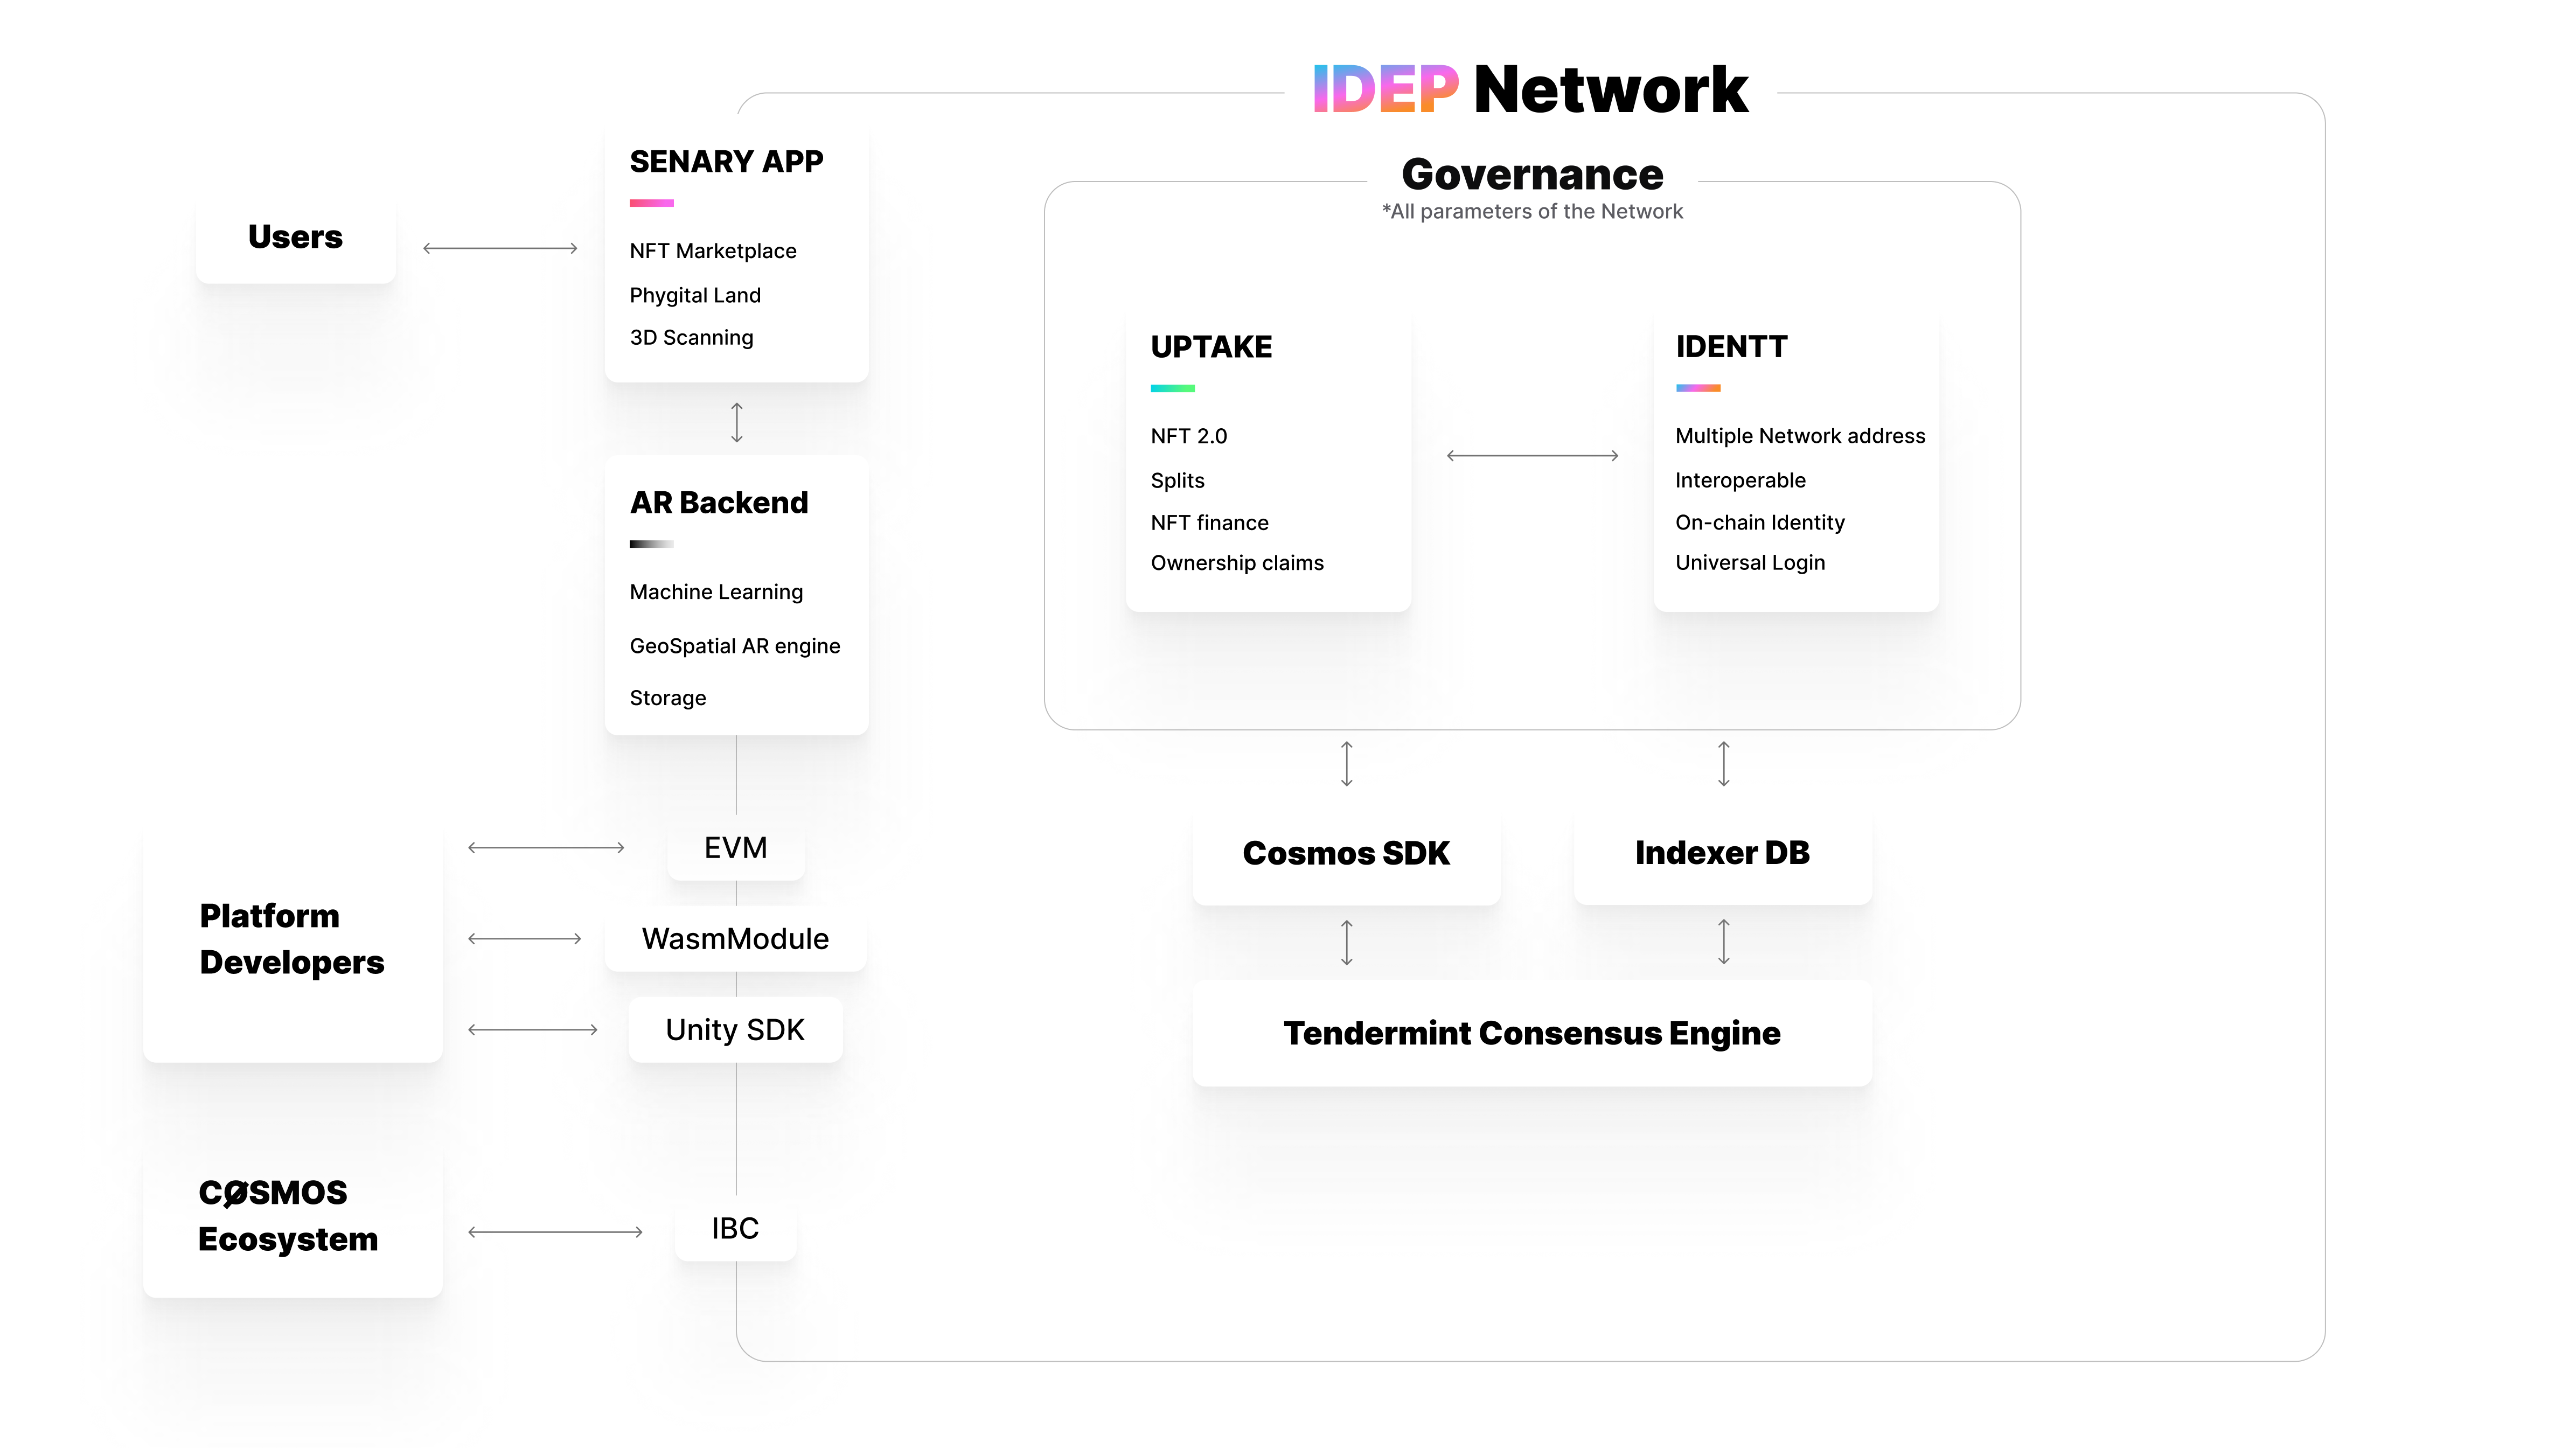 IDEP Network
Governance
*All parameters of the Network
SENARY APP
NFT Marketplace
Phygital Land
3D Scanning
Users
AR Backend
Machine Learning
GeoSpatial AR engine
Storage
UPTAKE
NFT 2.0
Splits
NFT finance
Ownership claims
IDENTT
Multiple Network address
Interoperable
On-chain Identity
Universal Login
Platform
Developers
EVM
WasmModule
Unity SDK
CØSMOS
Ecosystem
IBC
Cosmos SDK
Indexer DB
Tendermint Consensus Engine